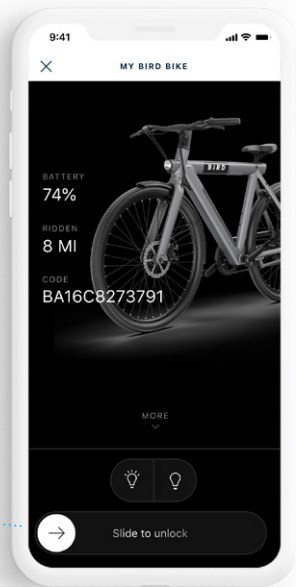 9:41
MY BIRD BIKE
BIRD
BATTERY
74%
RIDDEN
8 MI
CODE
BA16C8273791
MORE
Slide to unlock